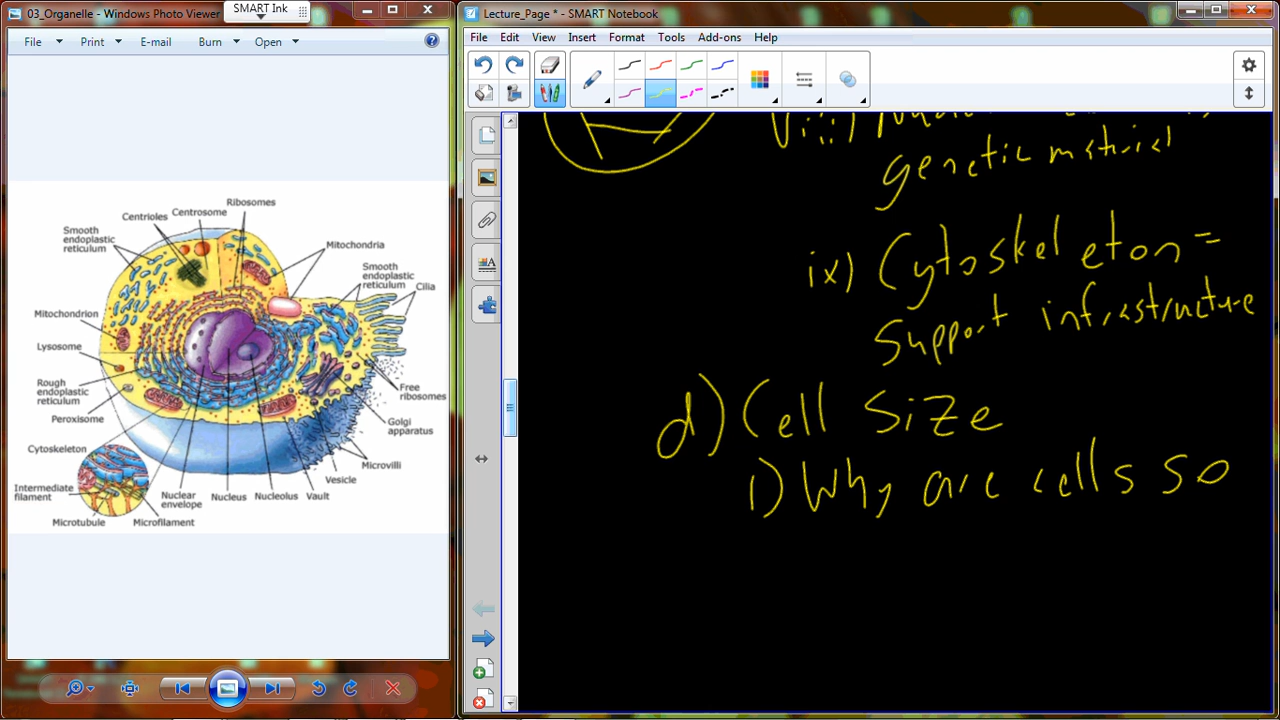 03_Organelle - Windows Photo Viewer
SMART Ink
File Print E-mail Burn Open
Centrioles
Centrosome
Ribosomes
Smooth
endoplastic
reticulum
Mitochondria
Smooth
endoplastic
reticulum
Cilia
Mitochondrion
Lysosome
Rough
endoplastic
reticulum
Peroxisome
Free
ribosomes
Golgi
apparatus
Cytoskeleton
Microvilli
Vesicle
Intermediate
filament
Nuclear
envelope
Nucleus
Nucleolus
Vault
Microtubule
Microfilament
Lecture_Page * - SMART Notebook
File Edit View Insert Format Tools Add-ons Help
viii)
genetic material
ix) Cytoskeleton =
Support infrastructure
d) Cell Size
1) Why are cells so